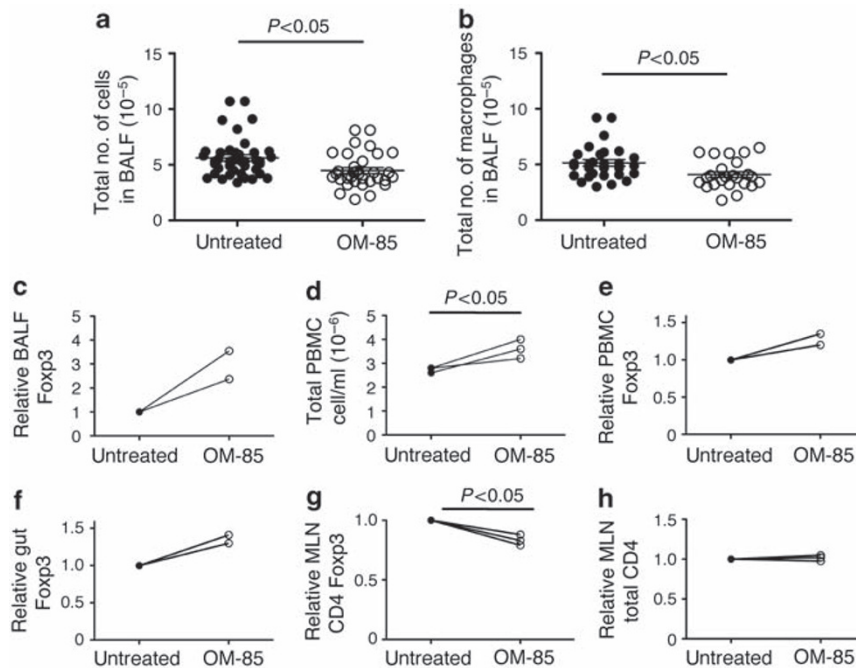 a
P<0.05
Total no. of cells
in BALF (10⁻⁵)
15
10
5
0
Untreated
OM-85
b
P<0.05
Total no. of macrophages
in BALF (10⁻⁵)
15
10
5
0
Untreated
OM-85
c
Relative BALF
Foxp3
5
4
3
2
1
0
Untreated
OM-85
d
P<0.05
Total PBMC
cell/ml (10⁻⁶)
5
4
3
2
1
0
Untreated
OM-85
e
Relative PBMC
Foxp3
1.5
1.0
0.5
0
Untreated
OM-85
f
Relative gut
Foxp3
1.5
1.0
0.5
0
Untreated
OM-85
g
P<0.05
Relative MLN
CD4 Foxp3
1.0
0.5
0
Untreated
OM-85
h
Relative MLN
total CD4
1.5
1.0
0.5
0
Untreated
OM-85